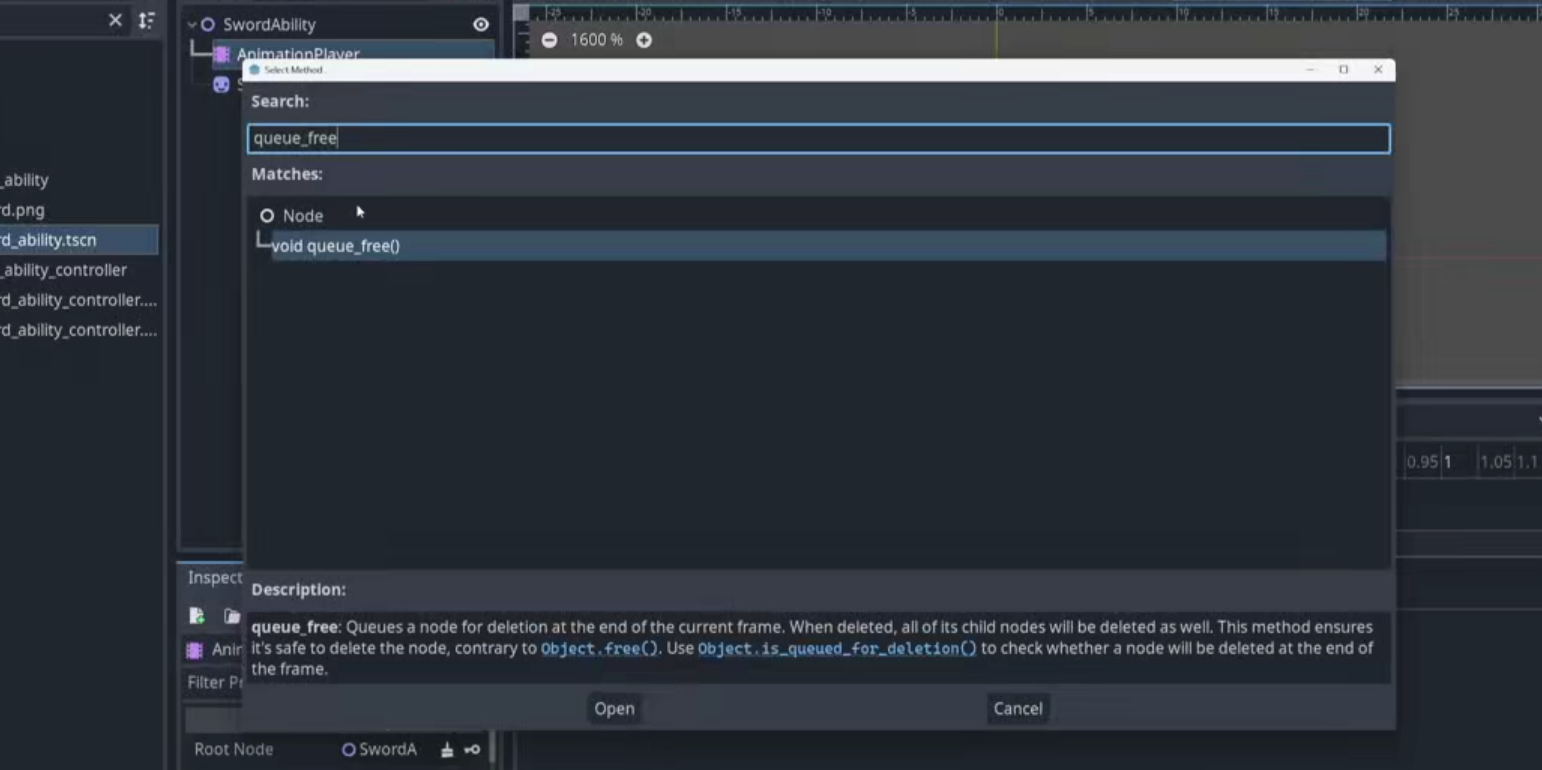 SwordAbility
AnimationPlayer
S
1600 %
-25
-20
-15
-10
-5
0
5
10
15
20
25
Select Method
Search:
queue_free
Matches:
Node
void queue_free()
_ability
rd.png
rd_ability.tscn
_ability_controller
rd_ability_controller....
rd_ability_controller....
0.95 1 1.05 1.1
Inspect
Description:
queue_free: Queues a node for deletion at the end of the current frame. When deleted, all of its child nodes will be deleted as well. This method ensures
it's safe to delete the node, contrary to Object.free(). Use Object.is_queued_for_deletion() to check whether a node will be deleted at the end of
the frame.
Anir
Filter Pr
Open
Cancel
Root Node
SwordA